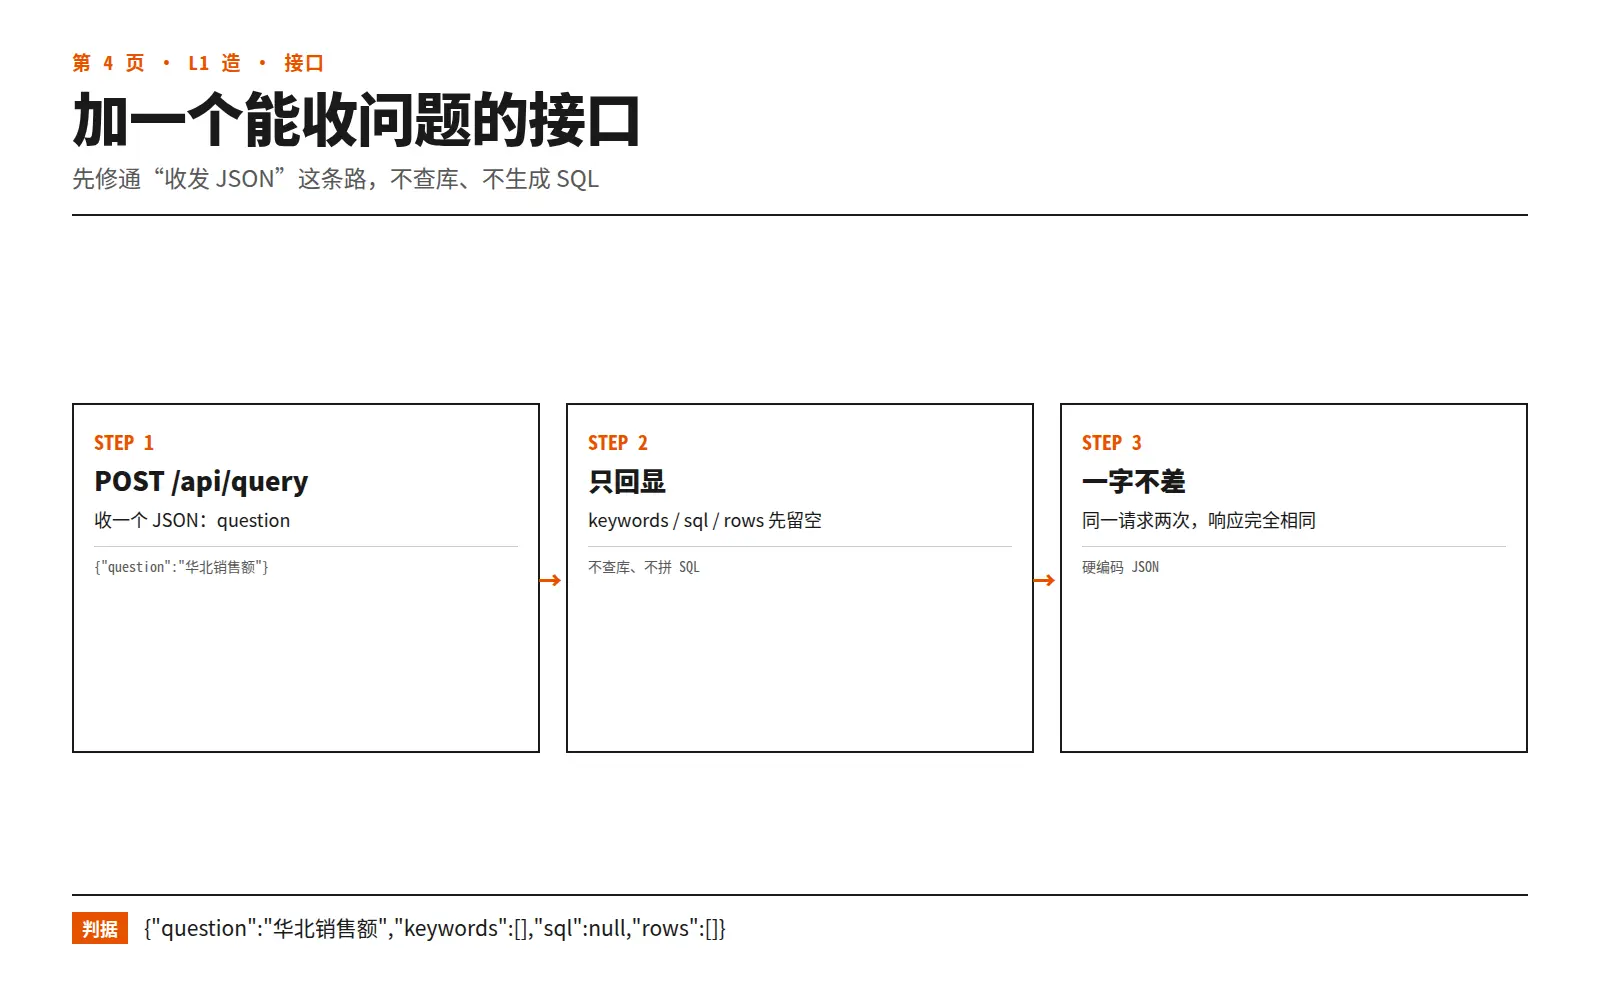 第 4 页 · L1 造 · 接口
加一个能收问题的接口
先修通“收发 JSON”这条路，不查库、不生成 SQL
STEP 1
POST /api/query
收一个 JSON：question
{"question":"华北销售额"}
→
STEP 2
只回显
keywords / sql / rows 先留空
不查库、不拼 SQL
→
STEP 3
一字不差
同一请求两次，响应完全相同
硬编码 JSON
判据 {"question":"华北销售额","keywords":[],"sql":null,"rows":[]}